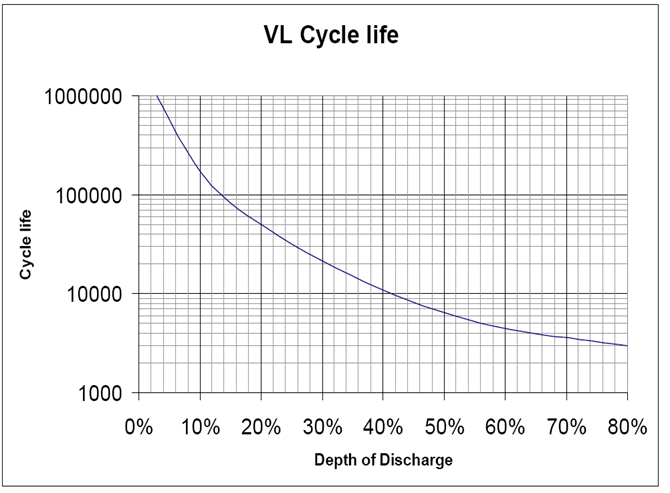 VL Cycle life
1000000
100000
10000
1000
Cycle life
0% 10% 20% 30% 40% 50% 60% 70% 80%
Depth of Discharge